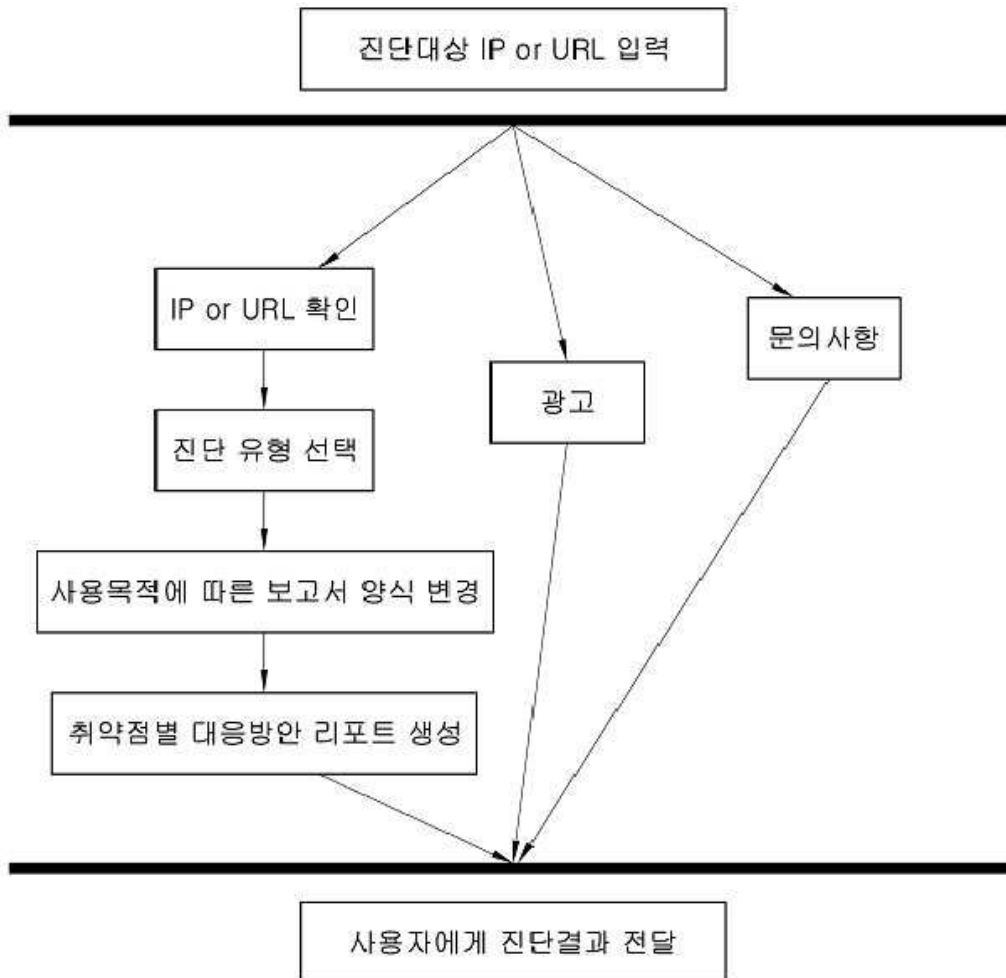 진단대상 IP or URL 입력
IP or URL 확인
문의사항
광고
진단 유형 선택
사용목적에 따른 보고서 양식 변경
취약점별 대응방안 리포트 생성
사용자에게 진단결과 전달